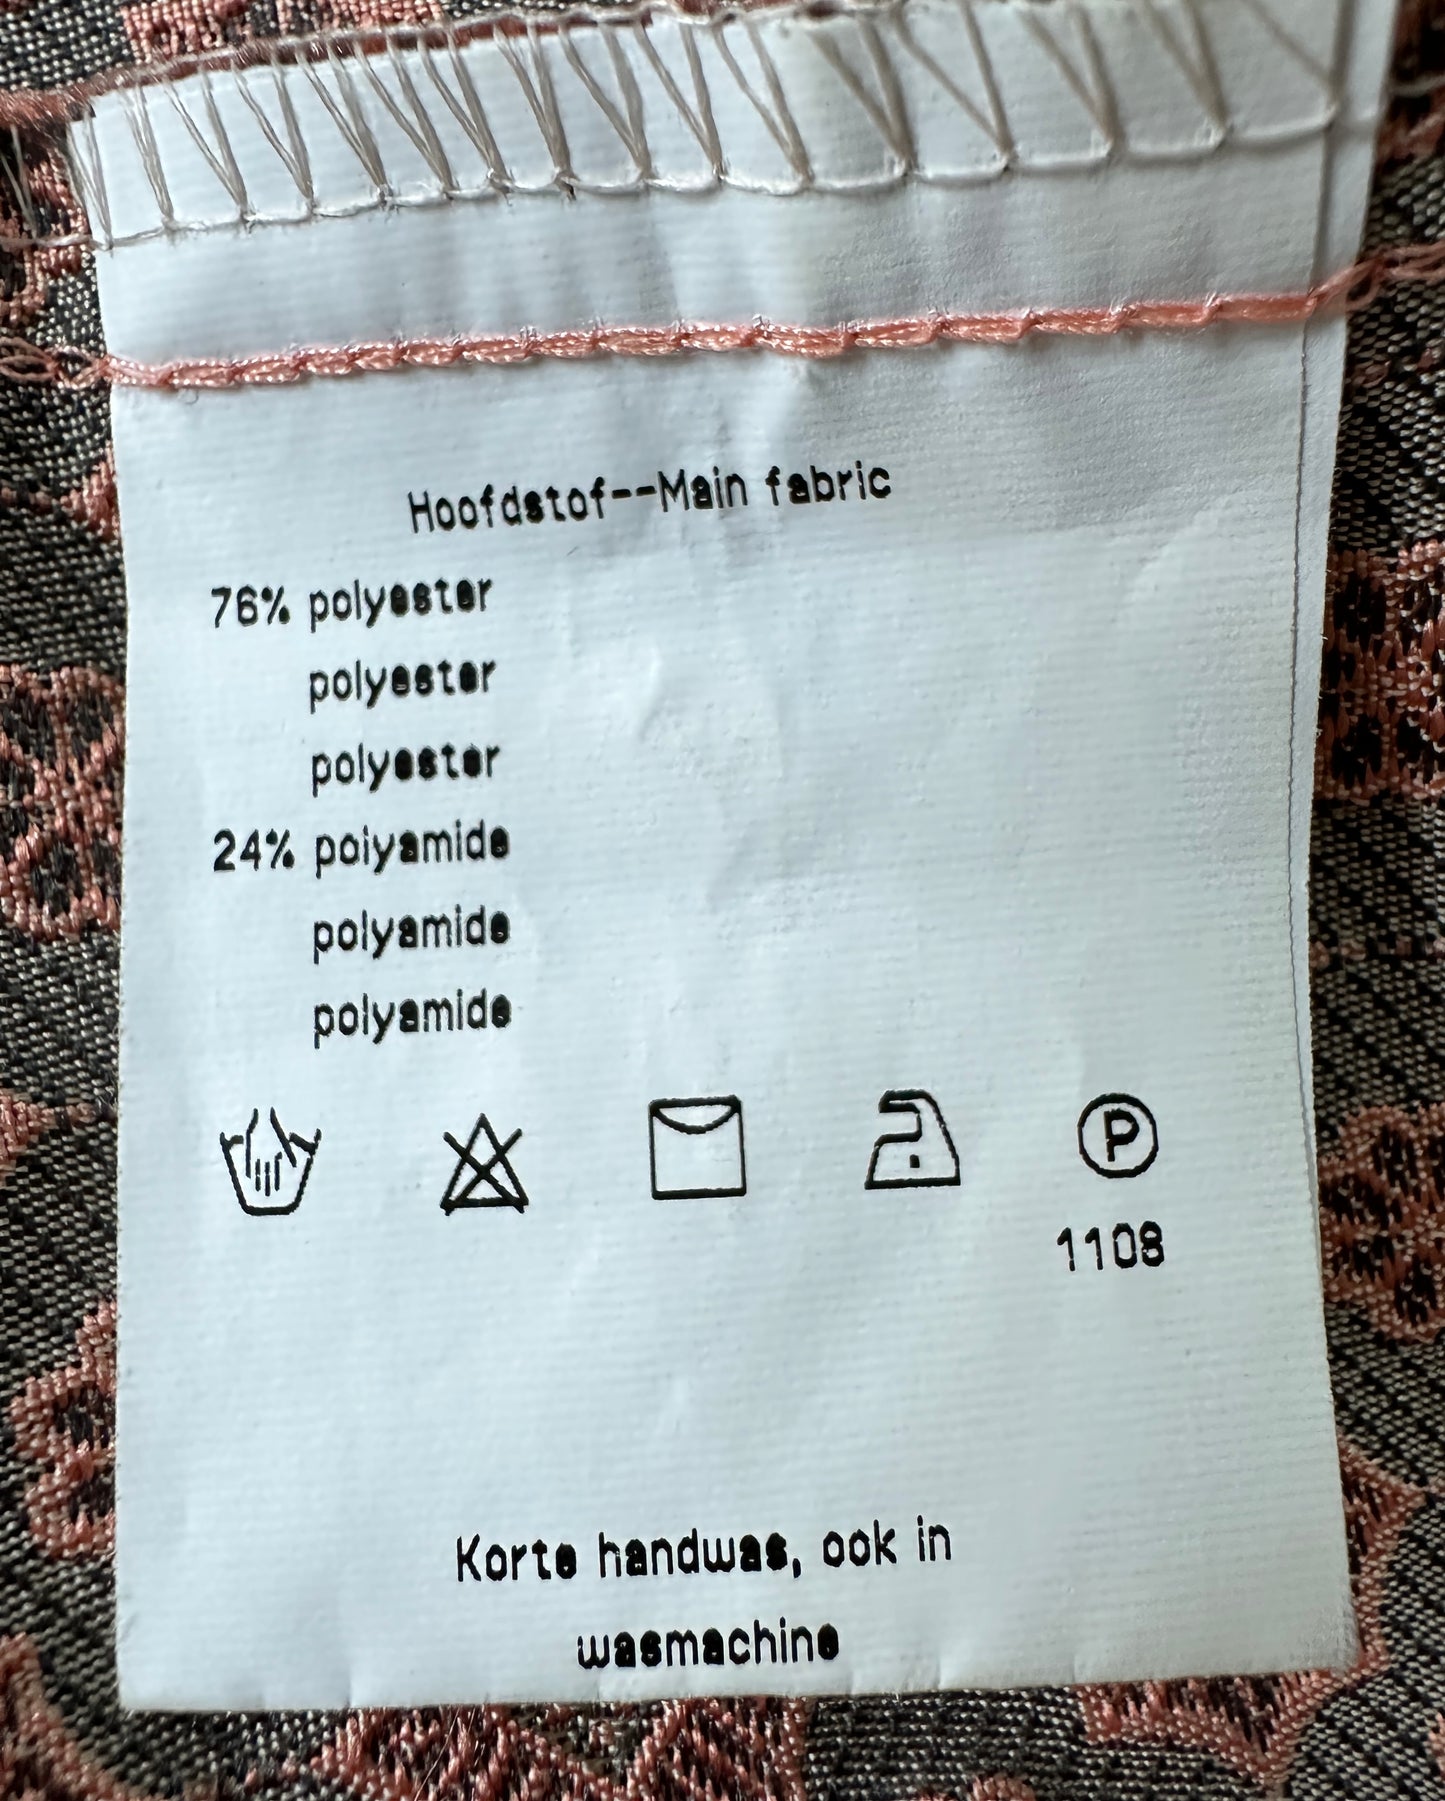 Hoofdstof--Main fabric
76% polyester
polyester
polyester
24% polyamide
polyamide
polyamide
P
1108
Korte handwas, ook in
wasmachine